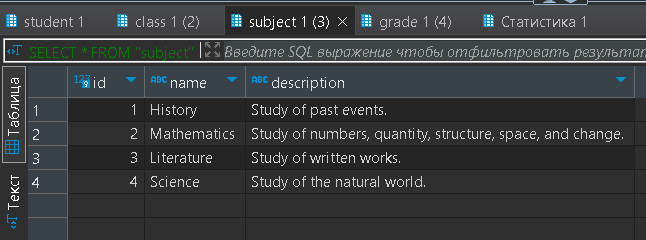 student 1 class 1 (2) subject 1 (3) grade 1 (4) Статистика 1
SELECT * FROM "subject" Введите SQL выражение чтобы отфильтровать результат
Таблица
Текст
123 id ABC name ABC description
1 1 History Study of past events.
2 2 Mathematics Study of numbers, quantity, structure, space, and change.
3 3 Literature Study of written works.
4 4 Science Study of the natural world.